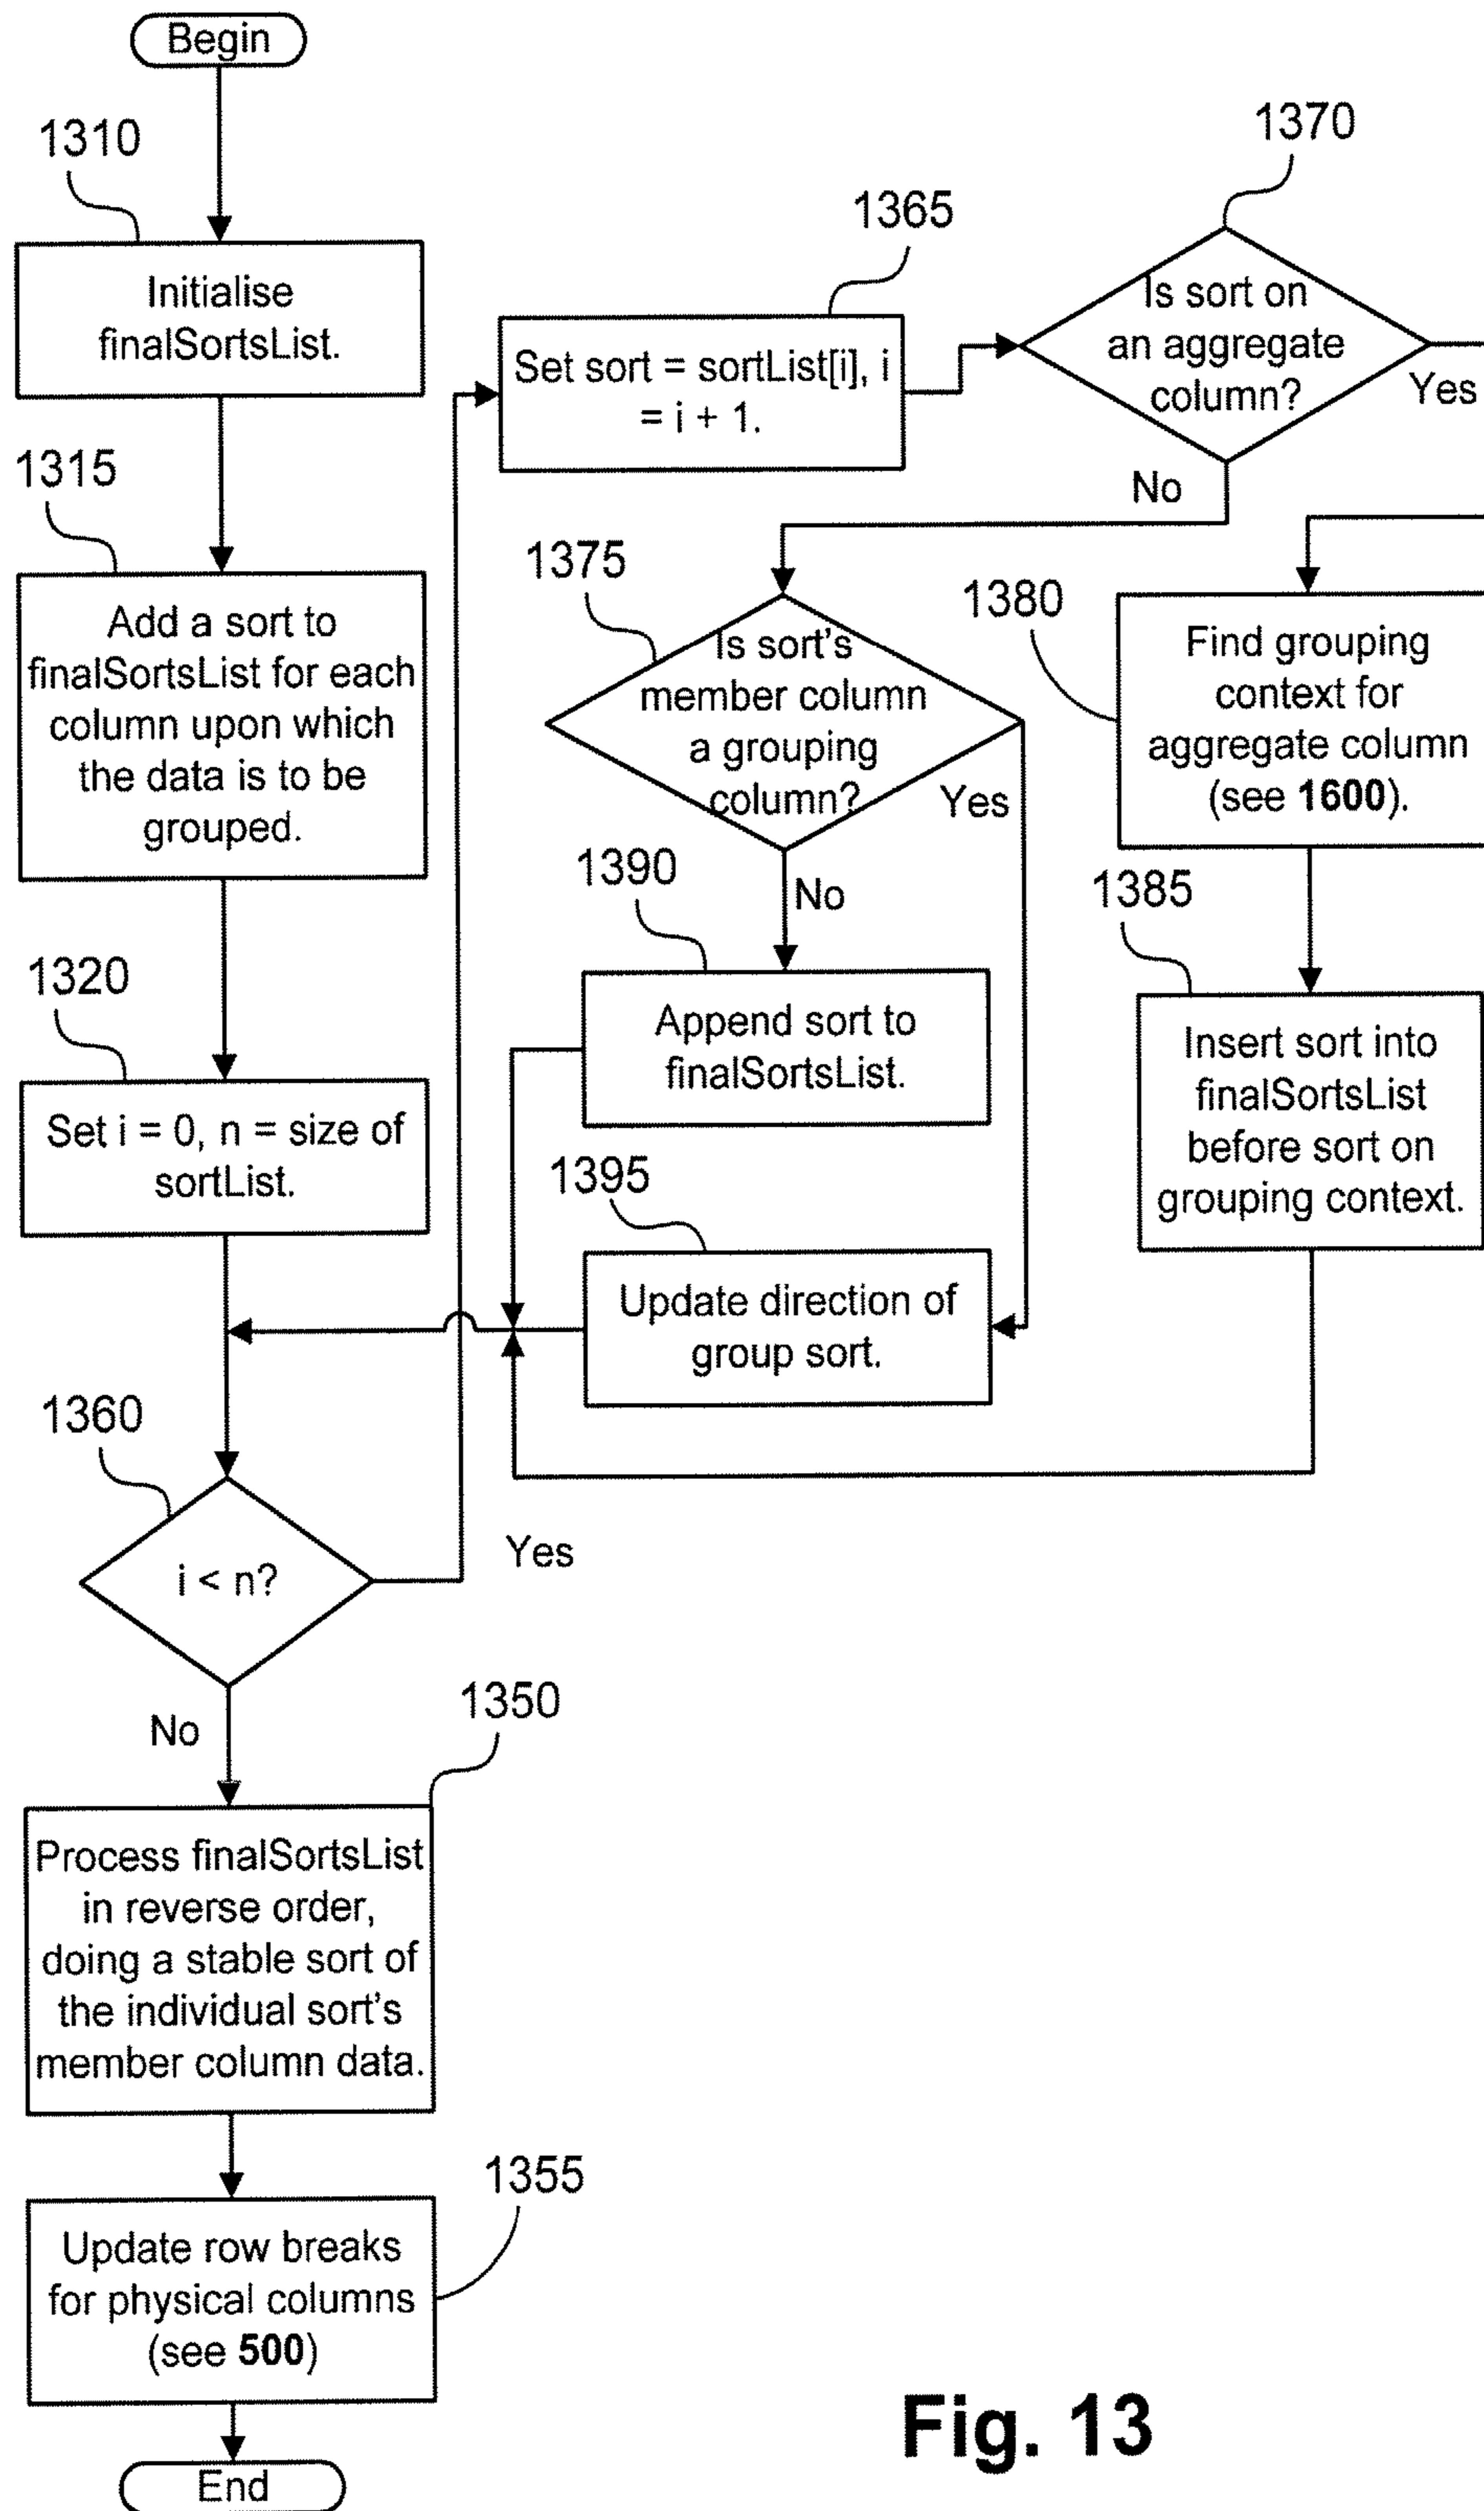 Begin
1310
Initialise
finalSortsList.
1315
Add a sort to
finalSortsList for each
column upon which
the data is to be
grouped.
1320
Set i = 0, n = size of
sortList.
1360
i < n?
Yes
No
1365
Set sort = sortList[i], i
= i + 1.
1370
Is sort on
an aggregate
column?
Yes
No
1375
Is sort's
member column
a grouping
column?
Yes
No
1380
Find grouping
context for
aggregate column
(see 1600).
1385
Insert sort into
finalSortsList
before sort on
grouping context.
1390
Append sort to
finalSortsList.
1395
Update direction of
group sort.
1350
Process finalSortsList
in reverse order,
doing a stable sort of
the individual sort's
member column data.
1355
Update row breaks
for physical columns
(see 500)
End
Fig. 13